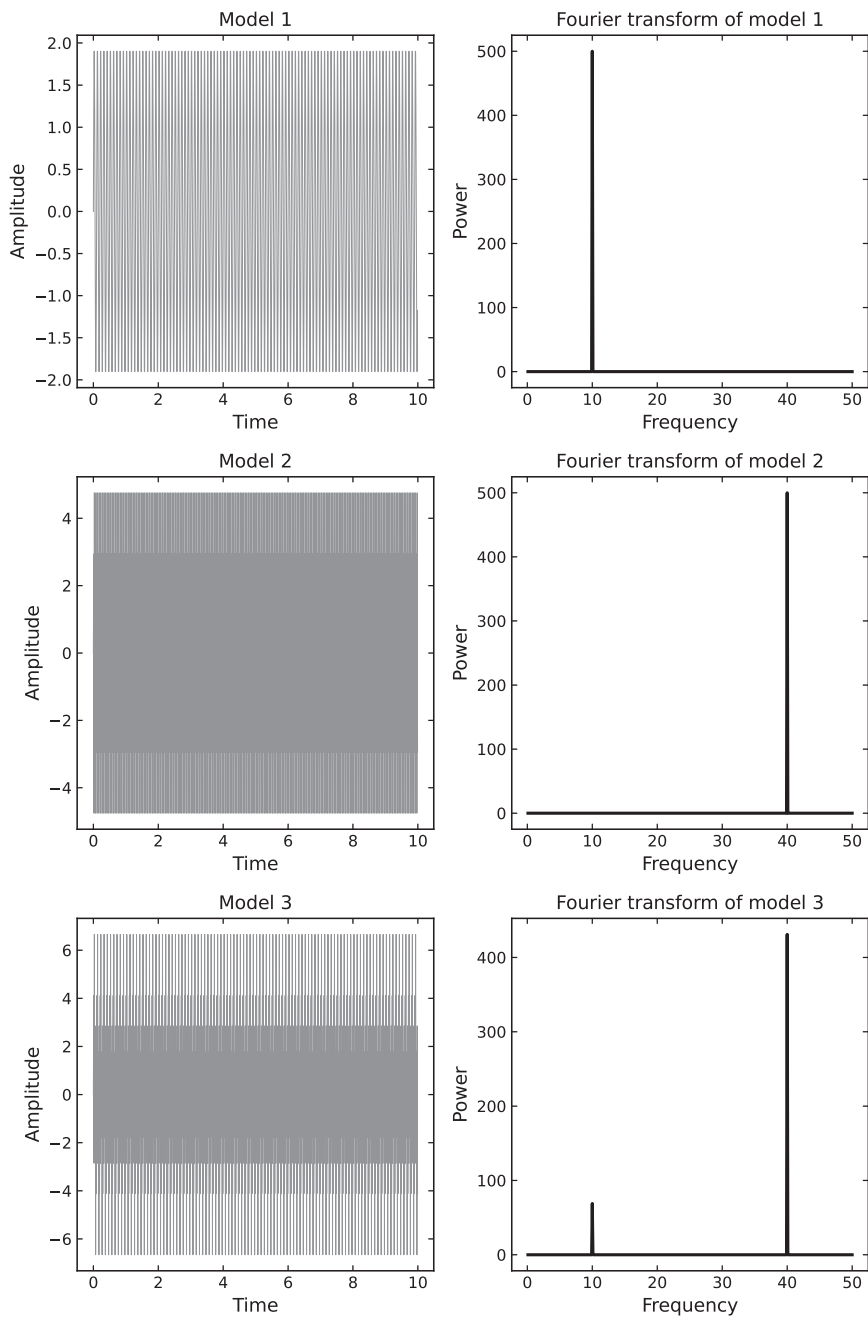 Model 1
Fourier transform of model 1
2.0
1.5
1.0
0.5
0.0
−0.5
−1.0
−1.5
−2.0
Amplitude
0 2 4 6 8 10
Time
500
400
300
200
100
0
Power
0 10 20 30 40 50
Frequency
Model 2
Fourier transform of model 2
4
2
0
−2
−4
Amplitude
0 2 4 6 8 10
Time
500
400
300
200
100
0
Power
0 10 20 30 40 50
Frequency
Model 3
Fourier transform of model 3
6
4
2
0
−2
−4
−6
Amplitude
0 2 4 6 8 10
Time
400
300
200
100
0
Power
0 10 20 30 40 50
Frequency